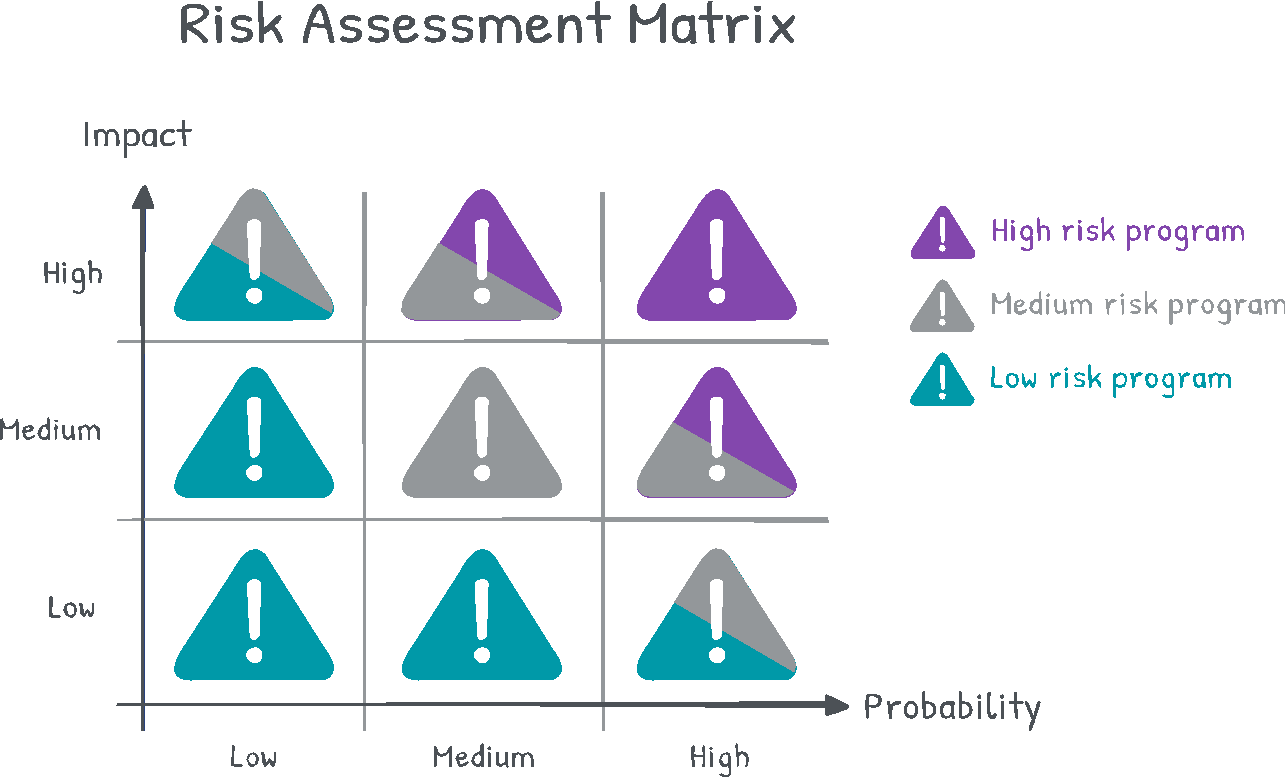 Risk Assessment Matrix
Impact
High
Medium
Low
Low
Medium
High
Probability
High risk program
Medium risk program
Low risk program